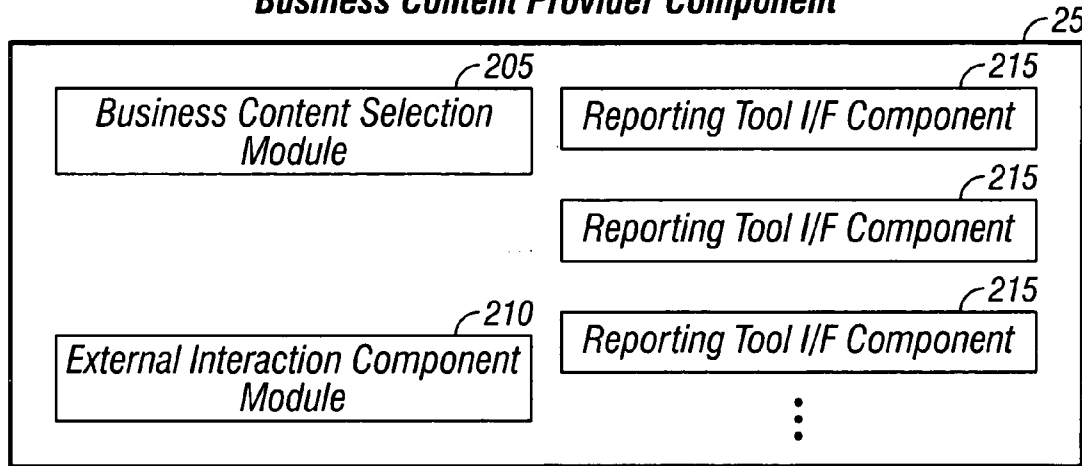 Business Content Provider Component
25
205
Business Content Selection
Module
215
Reporting Tool I/F Component
215
Reporting Tool I/F Component
210
External Interaction Component
Module
215
Reporting Tool I/F Component